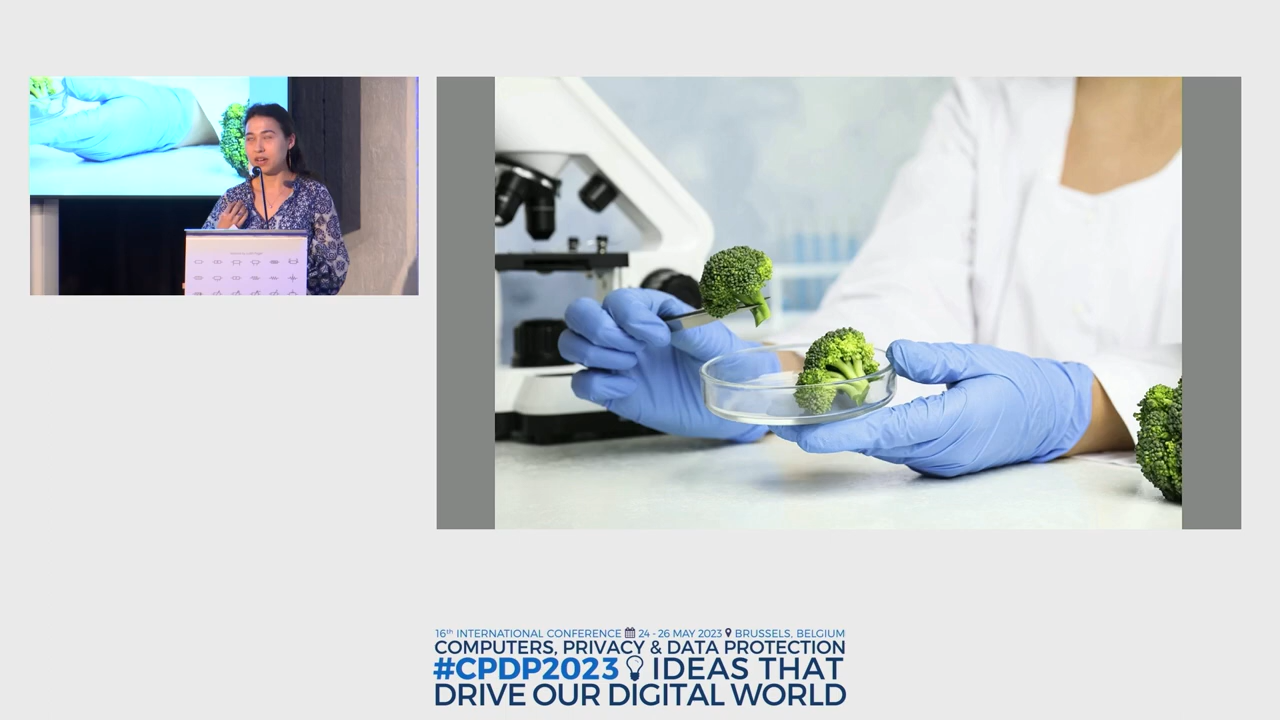 16th INTERNATIONAL CONFERENCE 24 - 26 MAY 2023 BRUSSELS, BELGIUM
COMPUTERS, PRIVACY & DATA PROTECTION
#CPDP2023 IDEAS THAT
DRIVE OUR DIGITAL WORLD